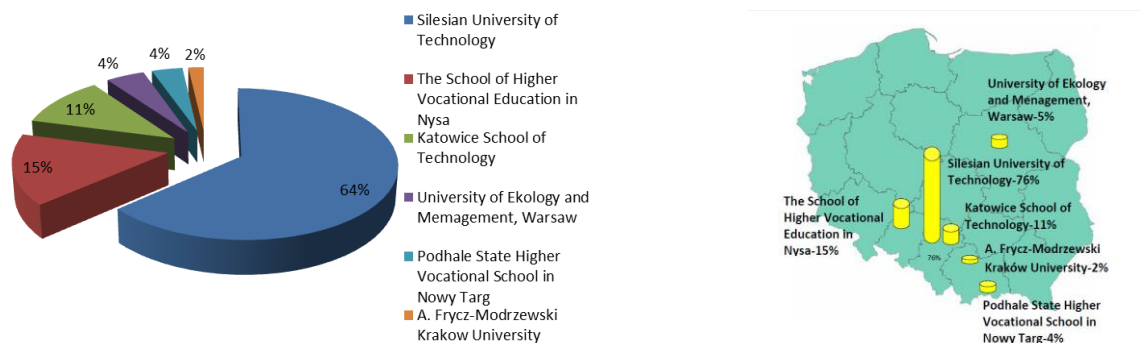 4%
2%
4%
11%
15%
64%
Silesian University of
Technology
The School of Higher
Vocational Education in
Nysa
Katowice School of
Technology
University of Ekology and
Memagement, Warsaw
Podhale State Higher
Vocational School in
Nowy Targ
A. Frycz-Modrzewski
Krakow University
University of Ekology
and Menagement,
Warsaw-5%
Silesian University of
Technology-76%
The School of
Higher Vocational
Education in
Nysa-15%
Katowice School of
Technology-11%
A. Frycz-Modrzewski
Kraków University-2%
76%
Podhale State Higher
Vocational School in
Nowy Targ-4%